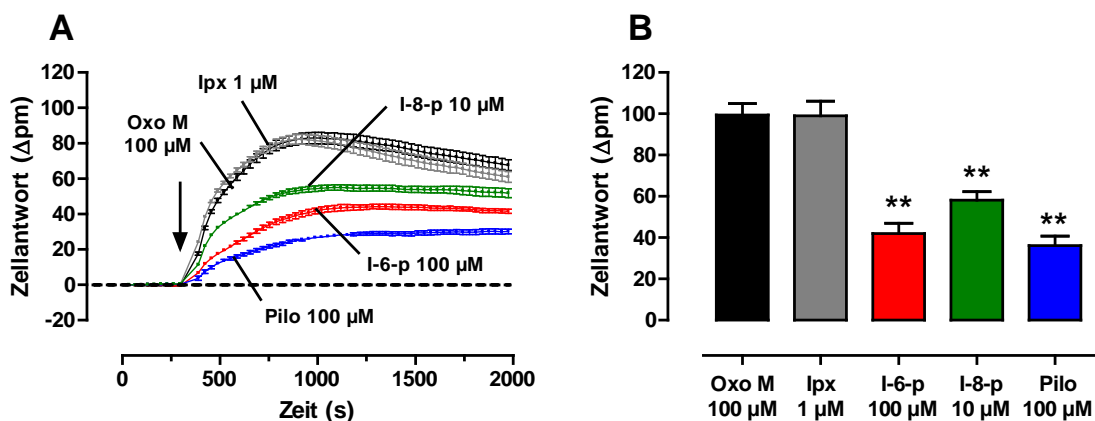 A
Zellantwort (Δpm)
120
100
80
60
40
20
0
-20
Ipx 1 µM
Oxo M
100 µM
I-8-p 10 µM
I-6-p 100 µM
Pilo 100 µM
0 500 1000 1500 2000
Zeit (s)
B
Zellantwort (Δpm)
120
100
80
60
40
20
0
** ** **
Oxo M Ipx I-6-p I-8-p Pilo
100 µM 1 µM 100 µM 10 µM 100 µM